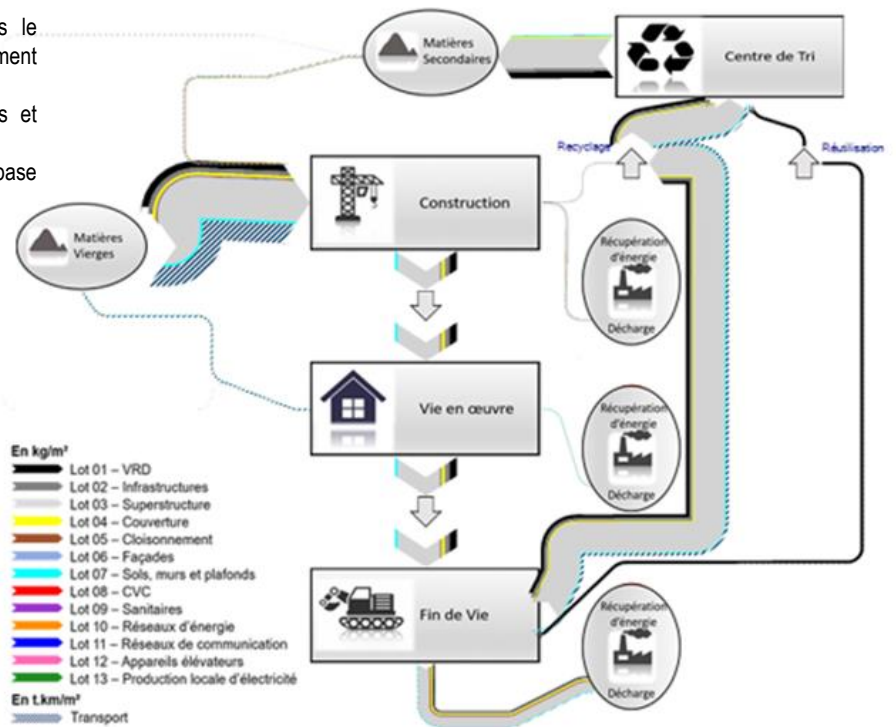 s le
ment
s et
base
Matières
Secondaires
Centre de Tri
Recyclage
Réutilisation
Construction
Matières
Vierges
Récupération
d'énergie
Décharge
Vie en œuvre
Récupération
d'énergie
Décharge
En kg/m²
Lot 01 – VRD
Lot 02 – Infrastructures
Lot 03 – Superstructure
Lot 04 – Couverture
Lot 05 – Cloisonnement
Lot 06 – Façades
Lot 07 – Sols, murs et plafonds
Lot 08 – CVC
Lot 09 – Sanitaires
Lot 10 – Réseaux d'énergie
Lot 11 – Réseaux de communication
Lot 12 – Appareils élévateurs
Lot 13 – Production locale d'électricité
En t.km/m²
Transport
Fin de Vie
Récupération
d'énergie
Décharge